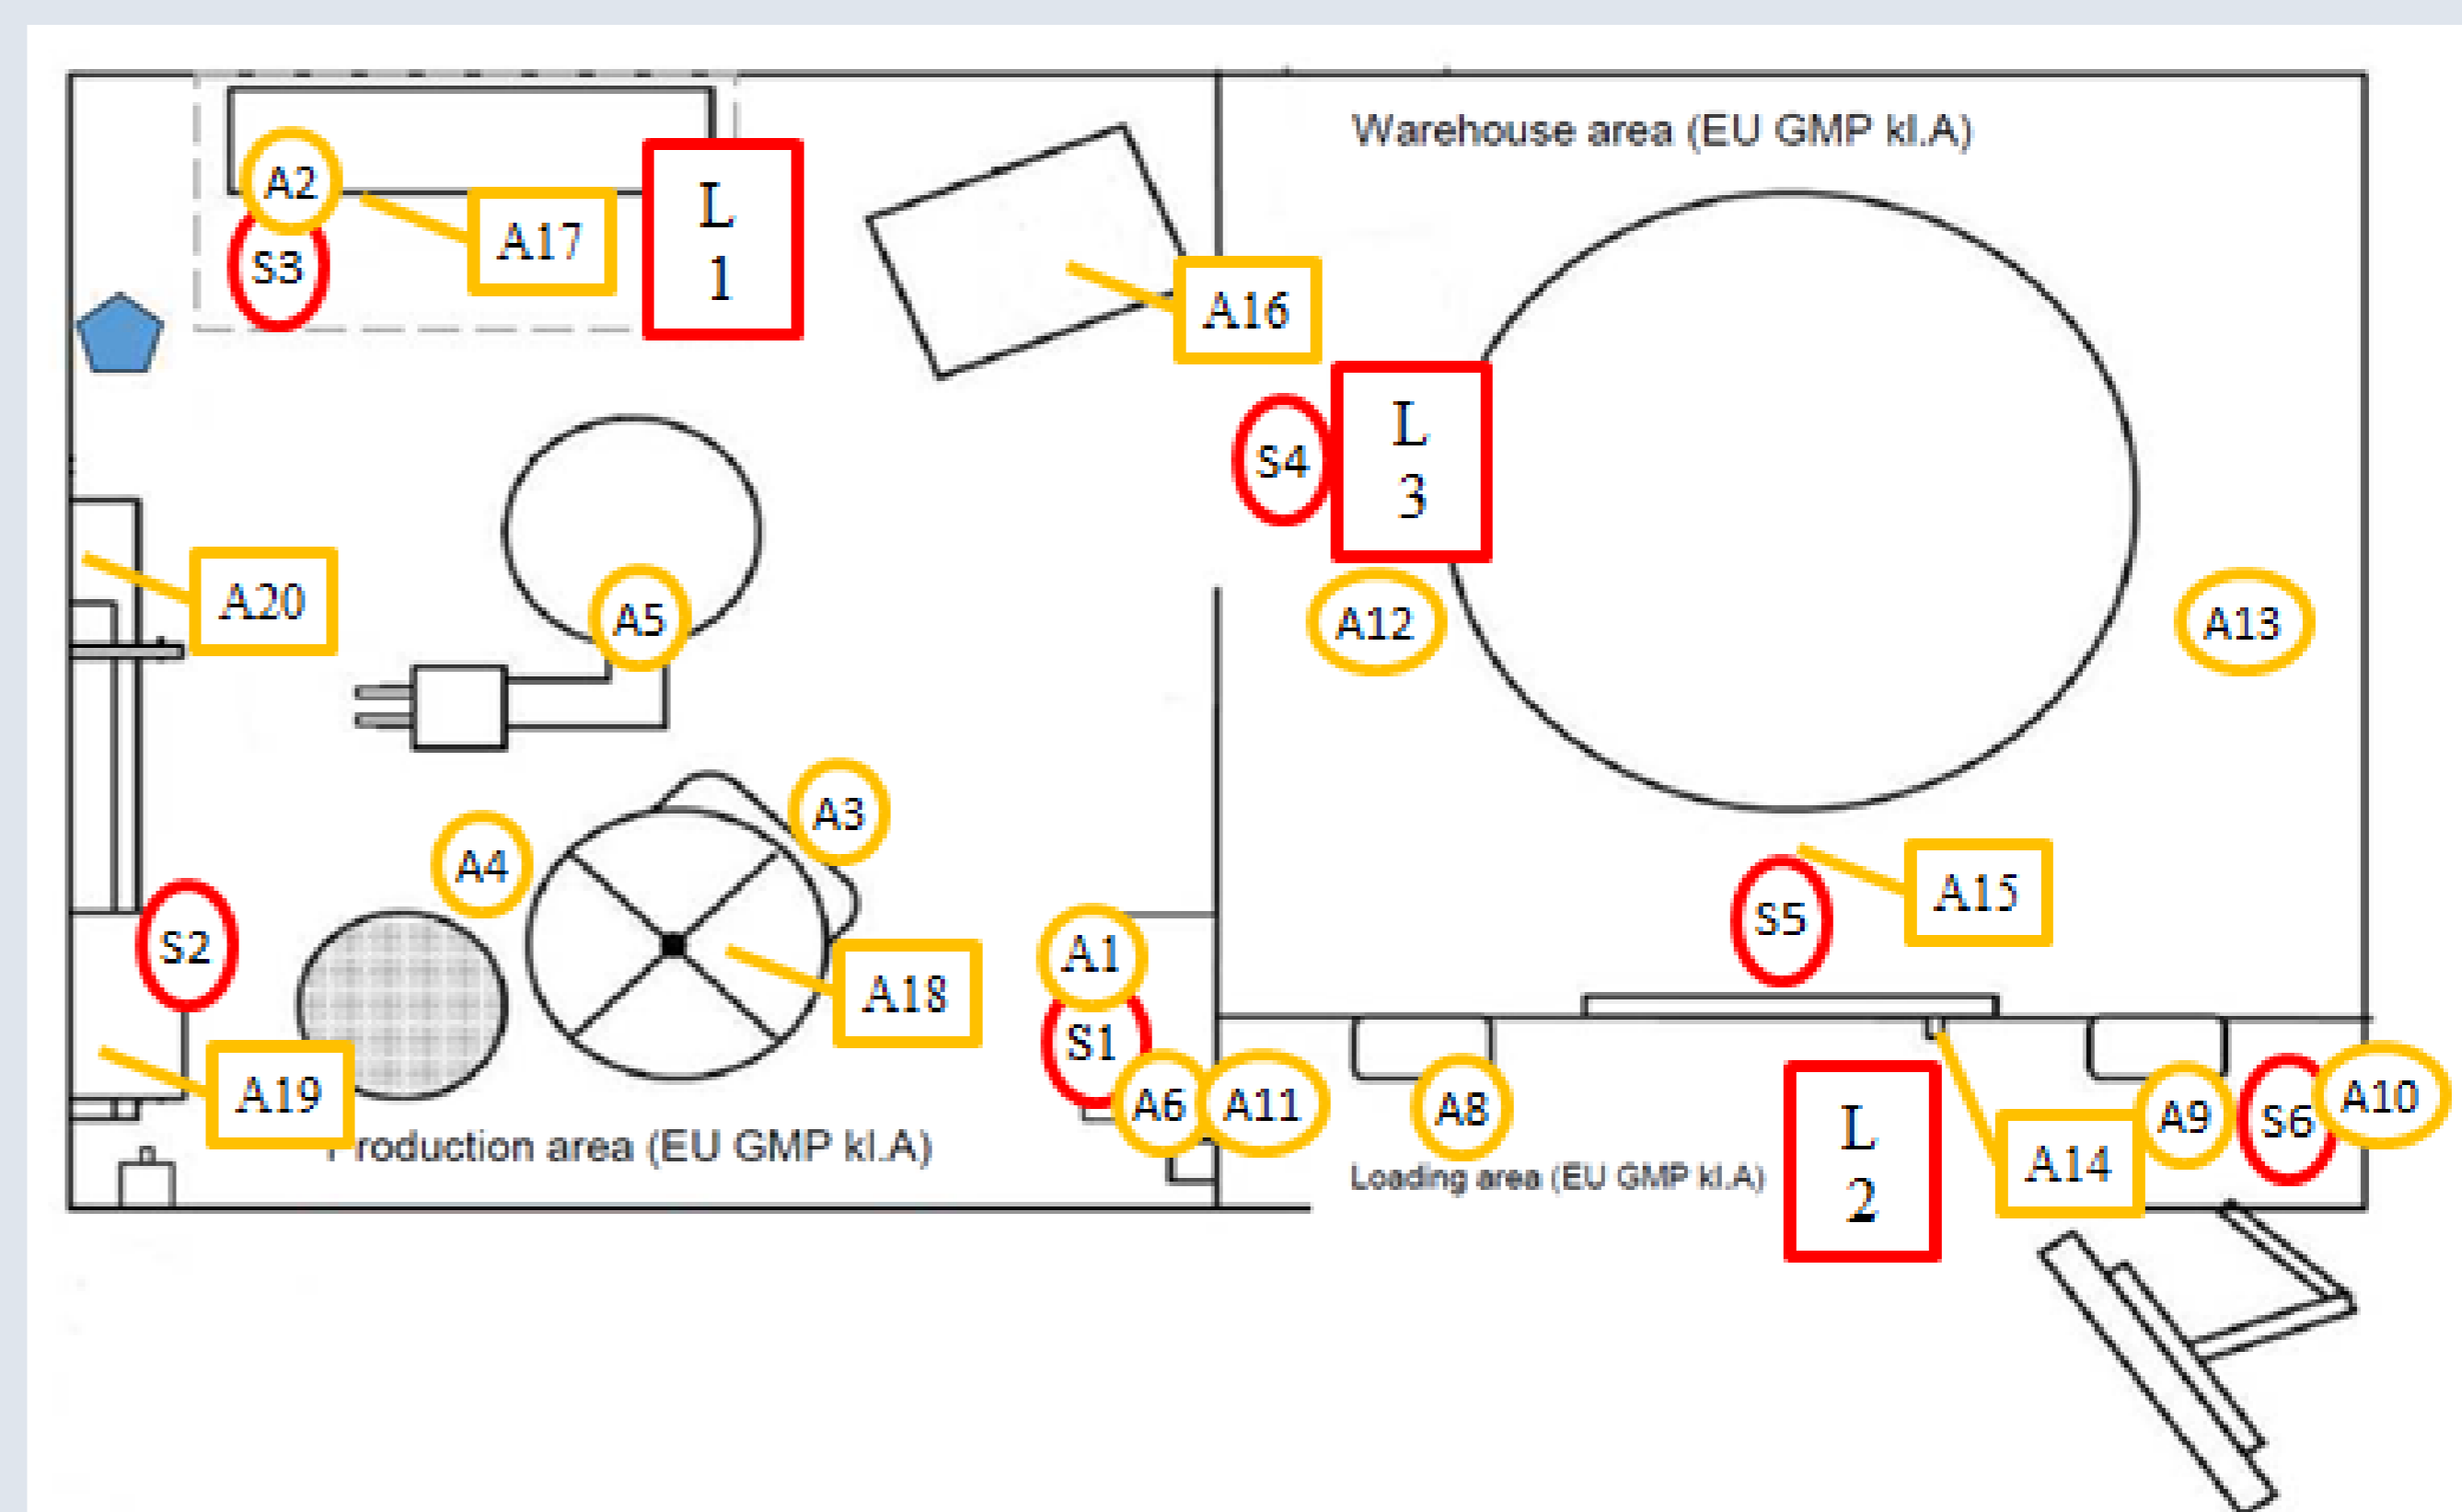 Warehouse area (EU GMP kl.A)
A2
L
1
A17
S3
A16
L
3
S4
A20
A5
A12
A13
A3
A4
A15
S5
S2
A1
A18
S1
A19
A6
A11
A8
L
2
A9
S6
A10
A14
roduction area (EU GMP kl.A)
Loading area (EU GMP kl.A)